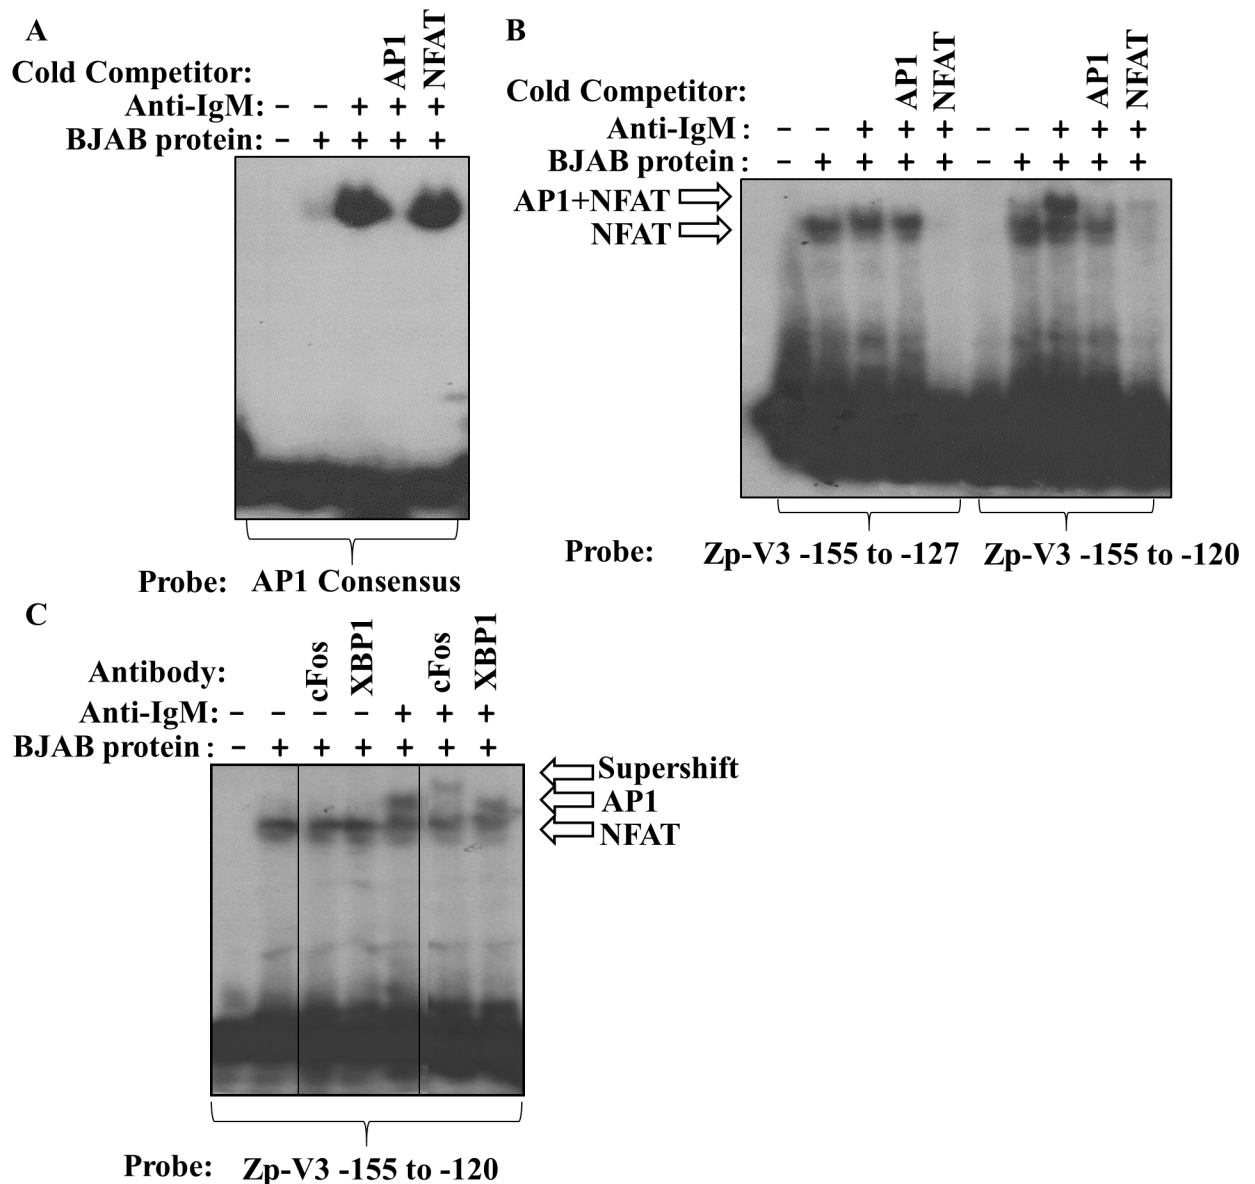 A
Cold Competitor: AP1 NFAT
Anti-IgM: - - + + +
BJAB protein: - + + + +
Probe: AP1 Consensus
B
Cold Competitor: AP1 NFAT AP1 NFAT
Anti-IgM : - - + + + - - + + +
BJAB protein : - + + + + - + + + +
AP1+NFAT
NFAT
Probe: Zp-V3 -155 to -127 Zp-V3 -155 to -120
C
Antibody: cFos XBP1 cFos XBP1
Anti-IgM: - - - - + + +
BJAB protein : - + + + + + +
Supershift
AP1
NFAT
Probe: Zp-V3 -155 to -120